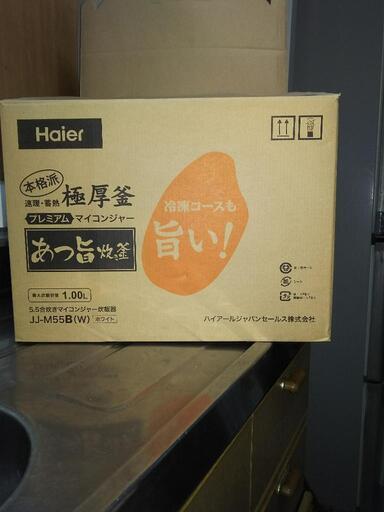 Haier
本格派
速理・蓄熱 極厚釜
プレミアム マイコンジャー
あつ旨炊釜
最大炊飯容量 1.00L
5.5合炊きマイコンジャー炊飯器
JJ-M55B(W) ホワイト
冷凍コースも
旨い!
ハイアールジャパンセールス株式会社